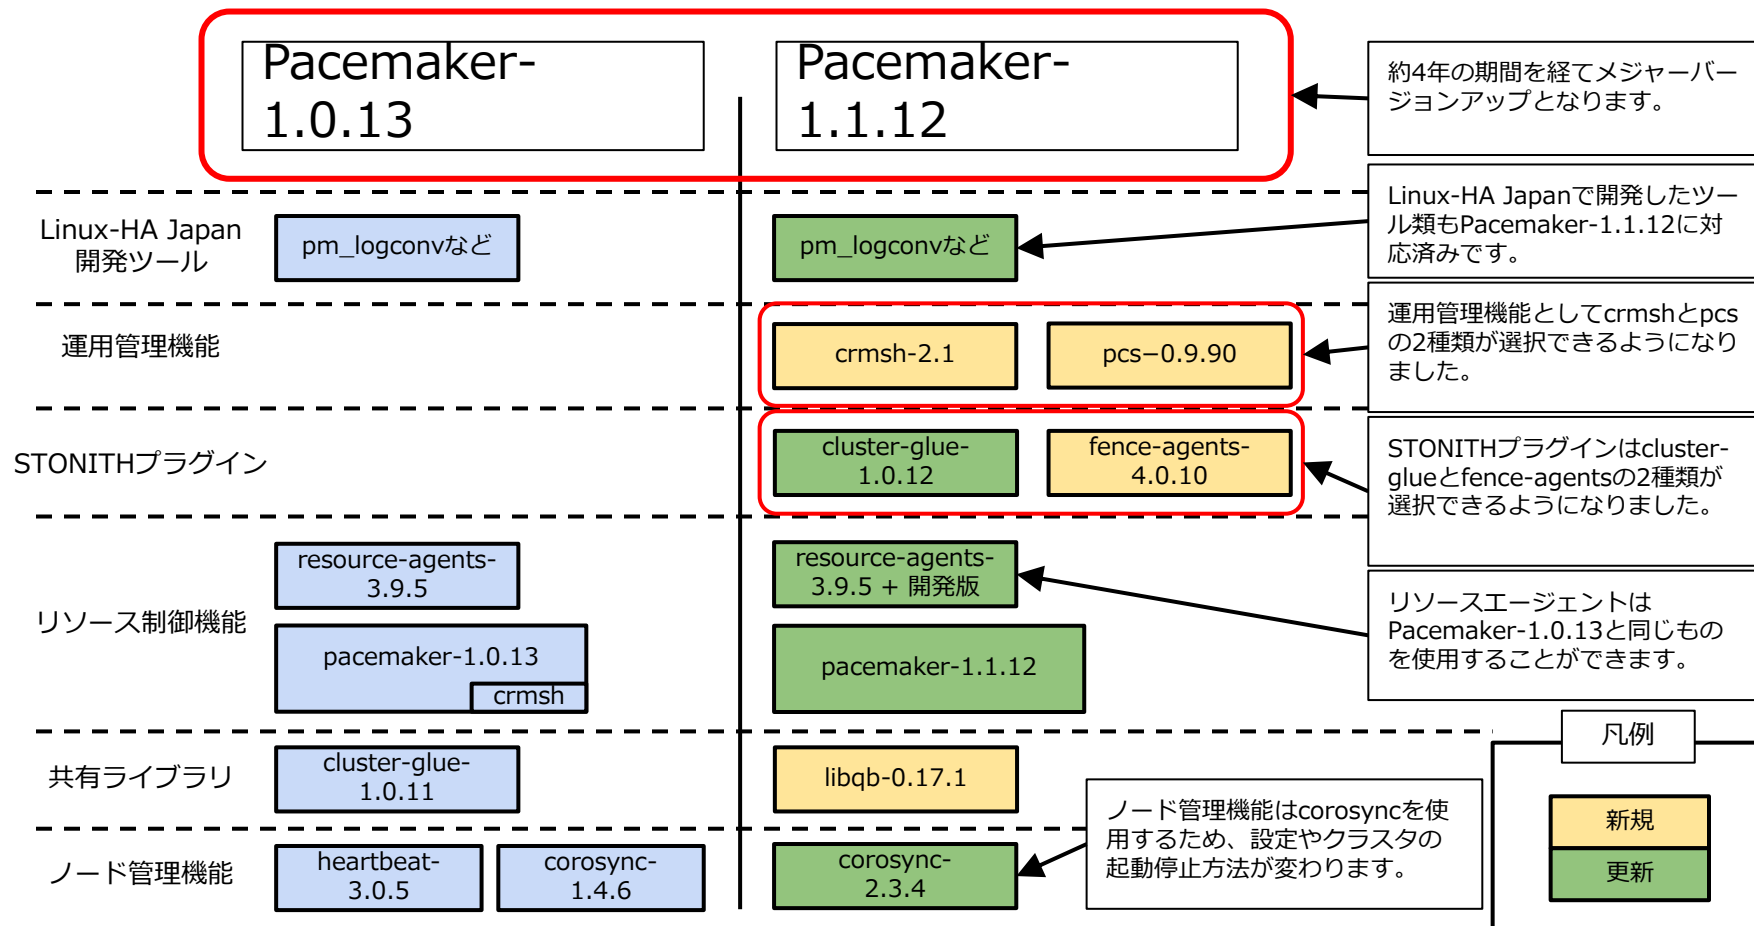 Pacemaker-
1.0.13
Pacemaker-
1.1.12
約4年の期間を経てメジャーバー
ジョンアップとなります。
Linux-HA Japan
開発ツール
pm_logconvなど
pm_logconvなど
Linux-HA Japanで開発したツー
ル類もPacemaker-1.1.12に対
応済みです。
運用管理機能
crmsh-2.1
pcs−0.9.90
運用管理機能としてcrmshとpcs
の2種類が選択できるようになり
ました。
STONITHプラグイン
cluster-glue-
1.0.12
fence-agents-
4.0.10
STONITHプラグインはcluster-
glueとfence-agentsの2種類が
選択できるようになりました。
リソース制御機能
resource-agents-
3.9.5
pacemaker-1.0.13
crmsh
resource-agents-
3.9.5 + 開発版
pacemaker-1.1.12
リソースエージェントは
Pacemaker-1.0.13と同じもの
を使用することができます。
共有ライブラリ
cluster-glue-
1.0.11
libqb-0.17.1
ノード管理機能
heartbeat-
3.0.5
corosync-
1.4.6
corosync-
2.3.4
ノード管理機能はcorosyncを使
用するため、設定やクラスタの
起動停止方法が変わります。
凡例
新規
更新